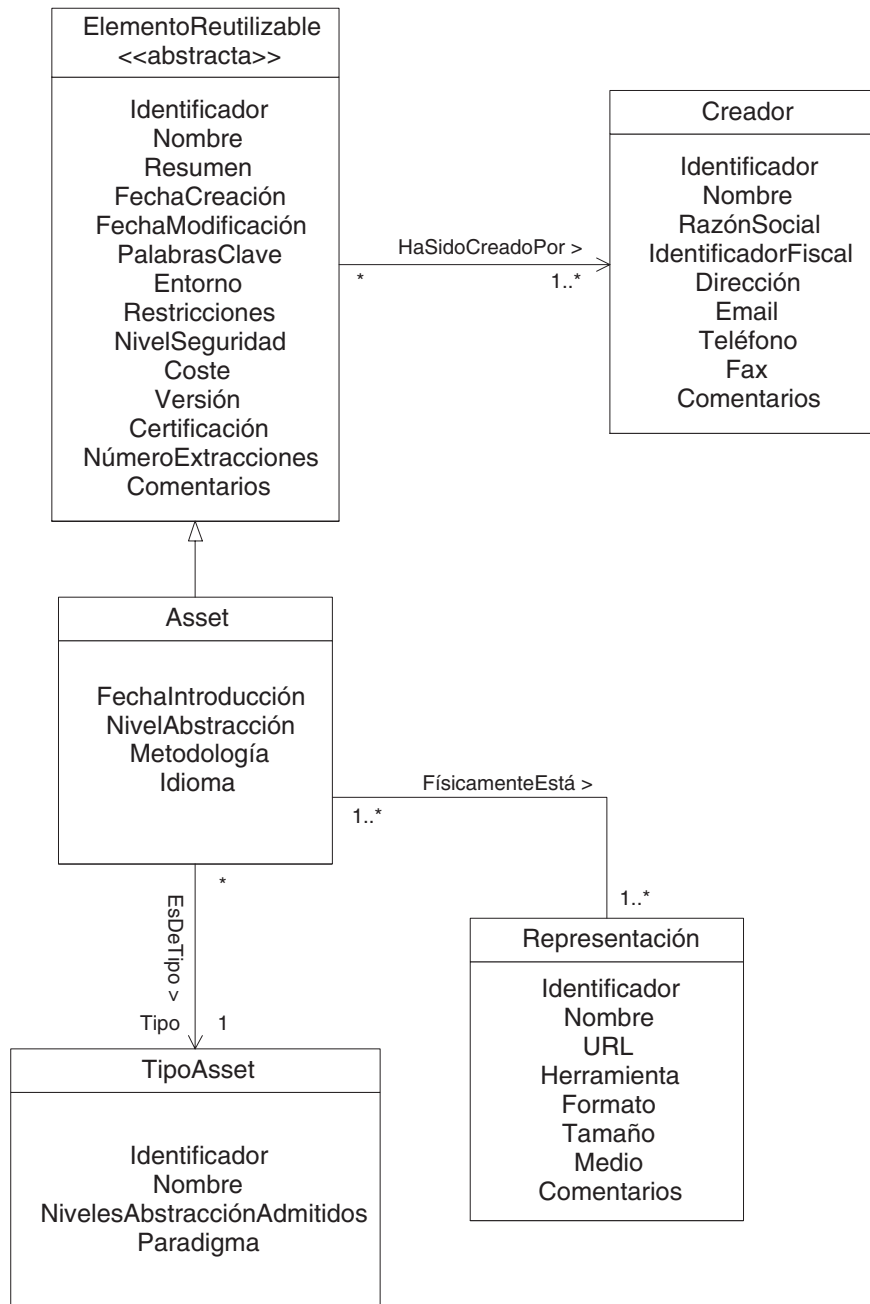 ElementoReutilizable
<<abstracta>>
Identificador
Nombre
Resumen
FechaCreación
FechaModificación
PalabrasClave
Entorno
Restricciones
NivelSeguridad
Coste
Versión
Certificación
NúmeroExtracciones
Comentarios
HaSidoCreadoPor >
*
1..*
Creador
Identificador
Nombre
RazónSocial
IdentificadorFiscal
Dirección
Email
Teléfono
Fax
Comentarios
Asset
FechaIntroducción
NivelAbstracción
Metodología
Idioma
FísicamenteEstá >
1..*
1..*
*
EsDeTipo >
Tipo
1
Representación
Identificador
Nombre
URL
Herramienta
Formato
Tamaño
Medio
Comentarios
TipoAsset
Identificador
Nombre
NivelesAbstracciónAdmitidos
Paradigma